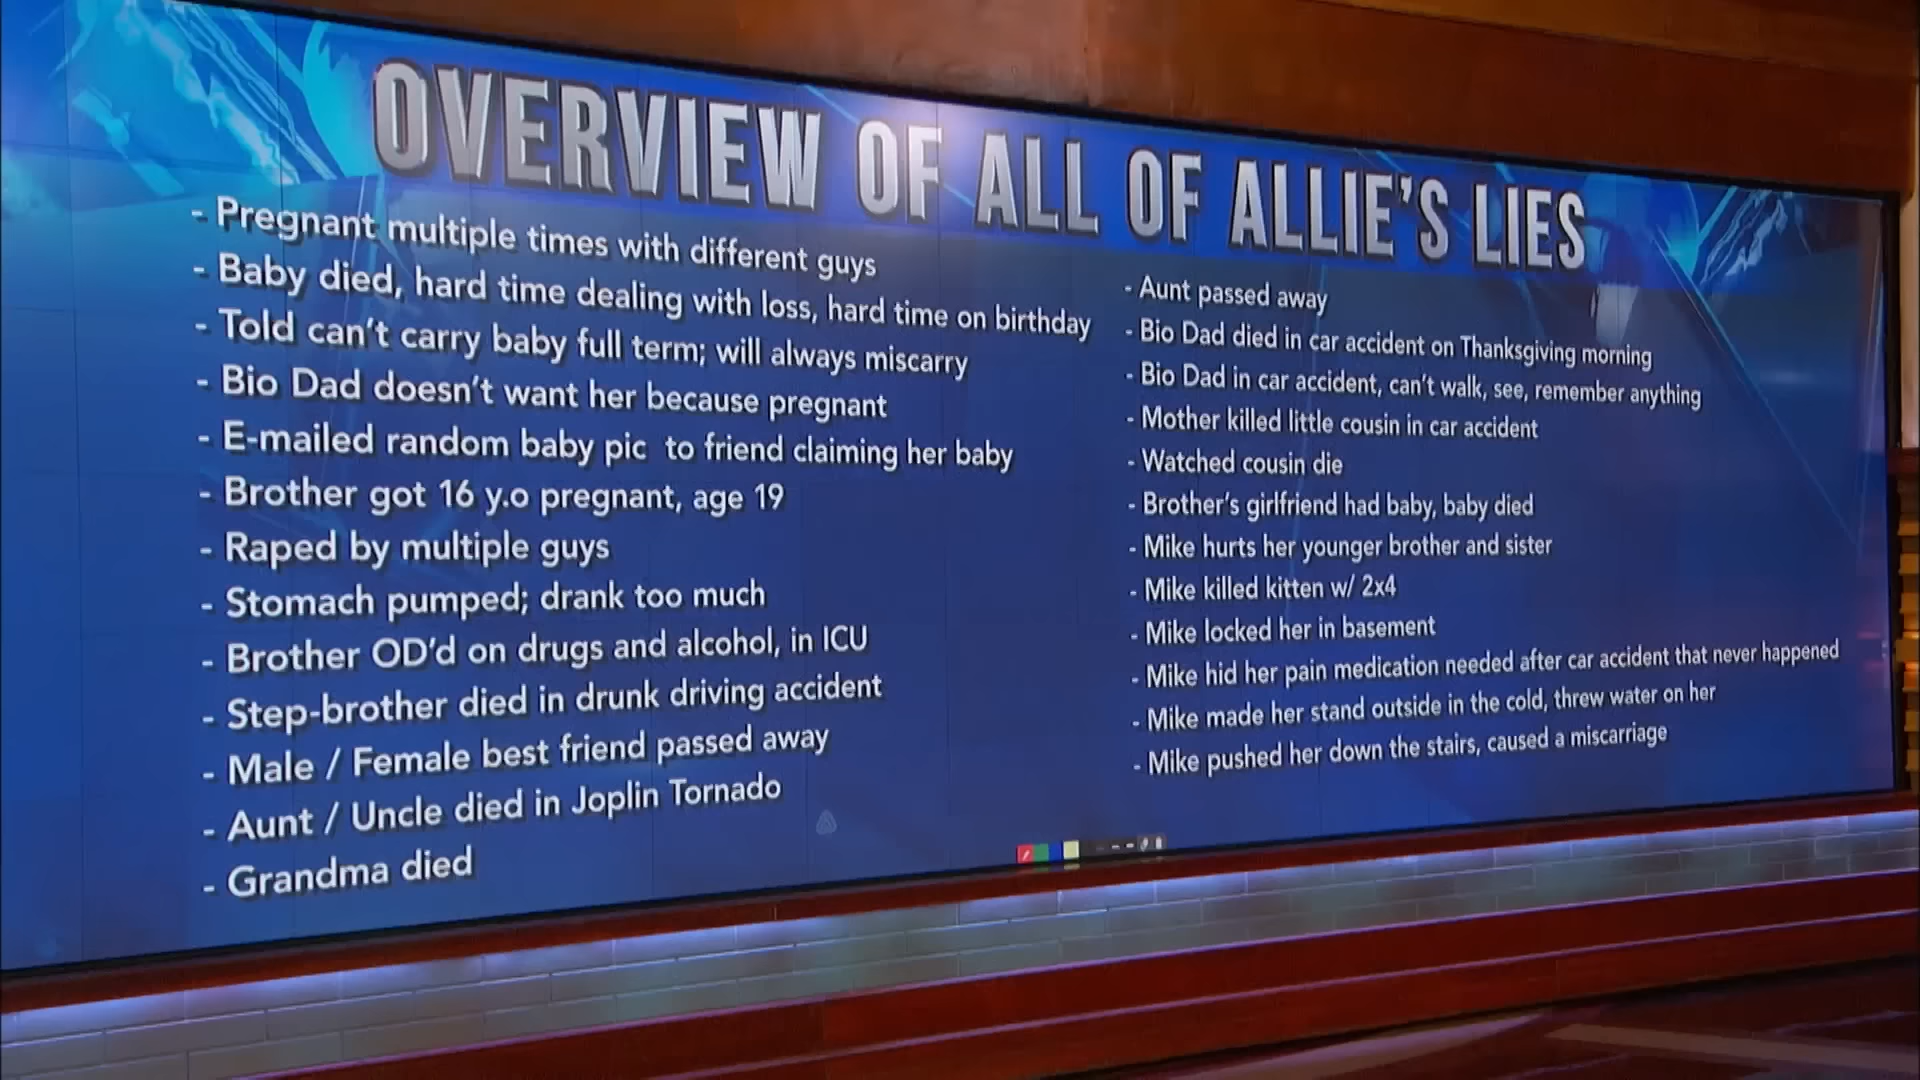 OVERVIEW OF ALL OF ALLIE'S LIES
- Pregnant multiple times with different guys
- Baby died, hard time dealing with loss, hard time on birthday
- Told can't carry baby full term; will always miscarry
- Bio Dad doesn't want her because pregnant
- E-mailed random baby pic to friend claiming her baby
- Brother got 16 y.o pregnant, age 19
- Raped by multiple guys
- Stomach pumped; drank too much
- Brother OD'd on drugs and alcohol, in ICU
- Step-brother died in drunk driving accident
- Male / Female best friend passed away
- Aunt / Uncle died in Joplin Tornado
- Grandma died
- Aunt passed away
- Bio Dad died in car accident on Thanksgiving morning
- Bio Dad in car accident, can't walk, see, remember anything
- Mother killed little cousin in car accident
- Watched cousin die
- Brother's girlfriend had baby, baby died
- Mike hurts her younger brother and sister
- Mike killed kitten w/ 2x4
- Mike locked her in basement
- Mike hid her pain medication needed after car accident that never happened
- Mike made her stand outside in the cold, threw water on her
- Mike pushed her down the stairs, caused a miscarriage